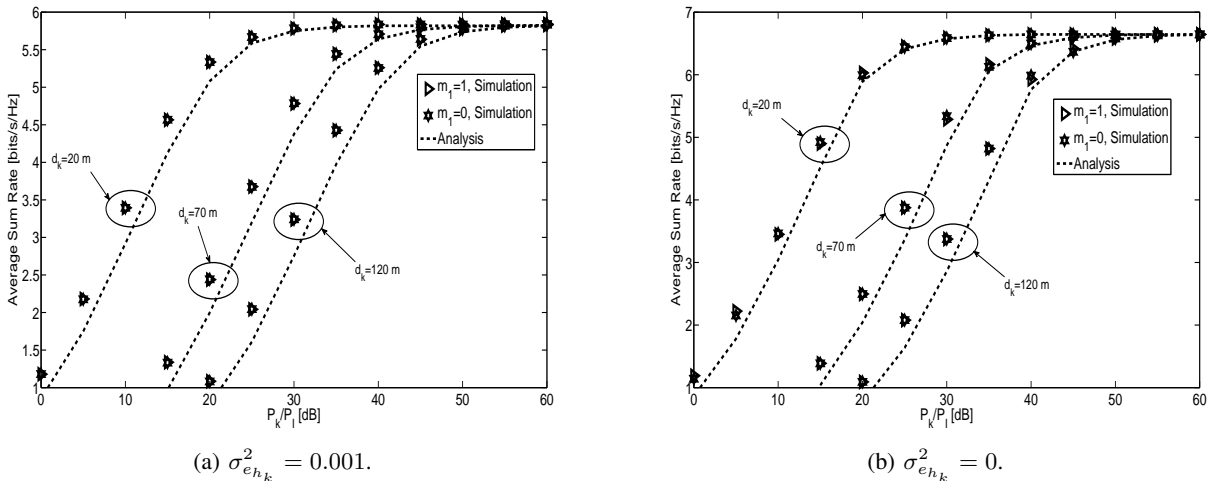 6
5.5
5
4.5
4
3.5
3
2.5
2
1.5
1
0 10 20 30 40 50 60
Average Sum Rate [bits/s/Hz]
P_k/P_I [dB]
m_1=1, Simulation
m_1=0, Simulation
Analysis
d_k=20 m
d_k=70 m
d_k=120 m
(a) σ²_{e_{h_k}} = 0.001.
7
6
5
4
3
2
1
0 10 20 30 40 50 60
Average Sum Rate [bits/s/Hz]
P_k/P_I [dB]
m_1=1, Simulation
m_1=0, Simulation
Analysis
d_k=20 m
d_k=70 m
d_k=120 m
(b) σ²_{e_{h_k}} = 0.